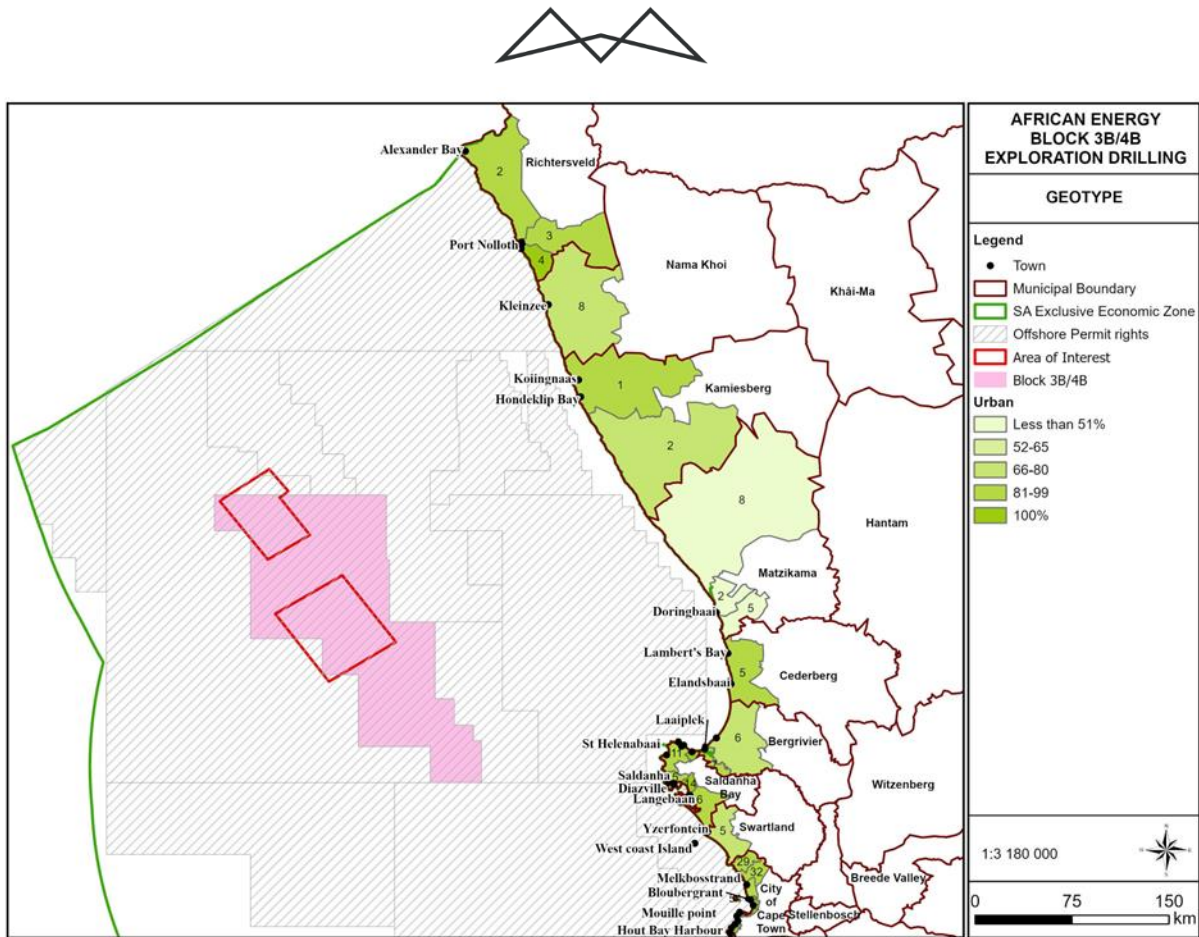 Alexander Bay
Richtersveld
2
3
Port Nolloth
4
Nama Khoi
Khâi-Ma
Kleinzee
8
Koiingnaas
1
Kamiesberg
Hondeklip Bay
2
8
Hantam
Matzikama
2
5
Doringbaai
Lambert's Bay
5
Cederberg
Elandsbaai
Laaiplek
6
St Helenabaai
11
Bergrivier
Witzenberg
Saldanha
Saldanha
Bay
Diazville
14
Langebaan
6
Yzerfontein
5
Swartland
West coast Island
29
32
Melkbosstrand
Breede Valley
Bloubergrant
City
of
Cape
Town
Stellenbosch
Mouille point
Hout Bay Harbour
AFRICAN ENERGY
BLOCK 3B/4B
EXPLORATION DRILLING
GEOTYPE
Legend
Town
Municipal Boundary
SA Exclusive Economic Zone
Offshore Permit rights
Area of Interest
Block 3B/4B
Urban
Less than 51%
52-65
66-80
81-99
100%
1:3 180 000
0 75 150
km